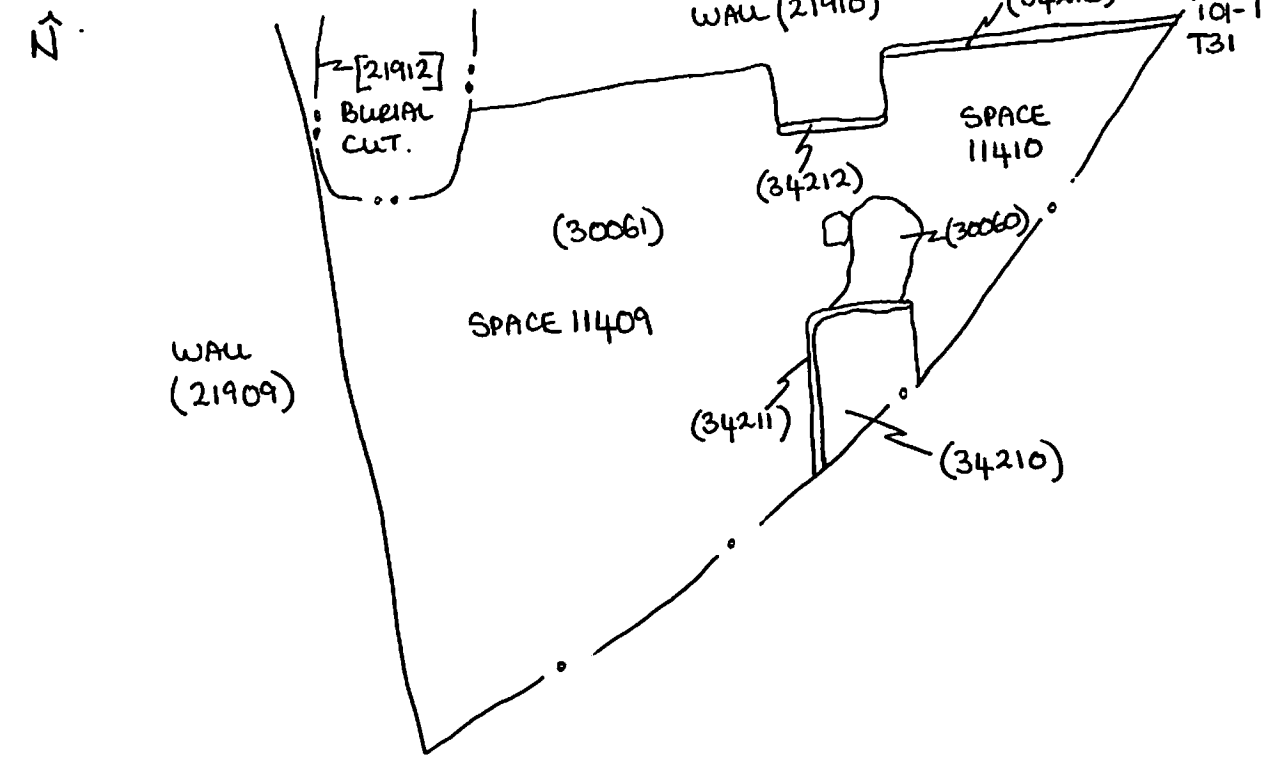 N
WALL (21910)
101-1
T31
[21912]
BURIAL
CUT.
SPACE
11410
(34212)
(30061)
(30060)
SPACE 11409
WALL
(21909)
(34211)
(34210)